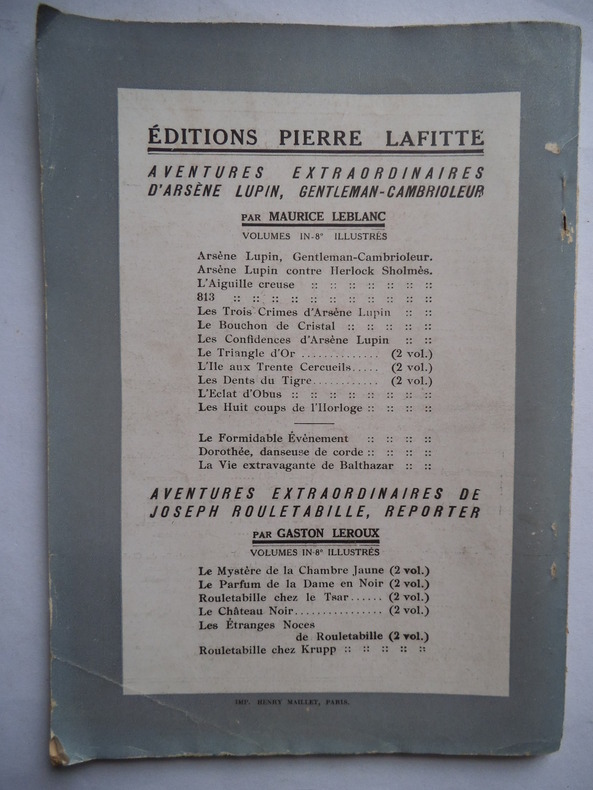 ÉDITIONS PIERRE LAFITTE
AVENTURES EXTRAORDINAIRES
D'ARSÈNE LUPIN, GENTLEMAN-CAMBRIOLEUR
PAR MAURICE LEBLANC
VOLUMES IN-8° ILLUSTRÉS
Arsène Lupin, Gentleman-Cambrioleur.
Arsène Lupin contre Herlock Sholmès.
L'Aiguille creuse :: :: :: :: :: :: ::
813 :: :: :: :: :: :: :: :: :: ::
Les Trois Crimes d'Arsène Lupin :: ::
Le Bouchon de Cristal :: :: :: :: ::
Les Confidences d'Arsène Lupin :: ::
Le Triangle d'Or .............. (2 vol.)
L'Ile aux Trente Cercueils..... (2 vol.)
Les Dents du Tigre............ (2 vol.)
L'Eclat d'Obus :: :: :: :: :: :: ::
Les Huit coups de l'Horloge :: :: :: ::
Le Formidable Évènement :: :: :: ::
Dorothée, danseuse de corde :: :: :: ::
La Vie extravagante de Balthazar :: ::
AVENTURES EXTRAORDINAIRES DE
JOSEPH ROULETABILLE, REPORTER
PAR GASTON LEROUX
VOLUMES IN-8° ILLUSTRÉS
Le Mystère de la Chambre Jaune (2 vol.)
Le Parfum de la Dame en Noir (2 vol.)
Rouletabille chez le Tsar...... (2 vol.)
Le Château Noir................ (2 vol.)
Les Étranges Noces
de Rouletabille (2 vol.)
Rouletabille chez Krupp :: :: :: :: ::
IMP. HENRY MAILLET, PARIS.